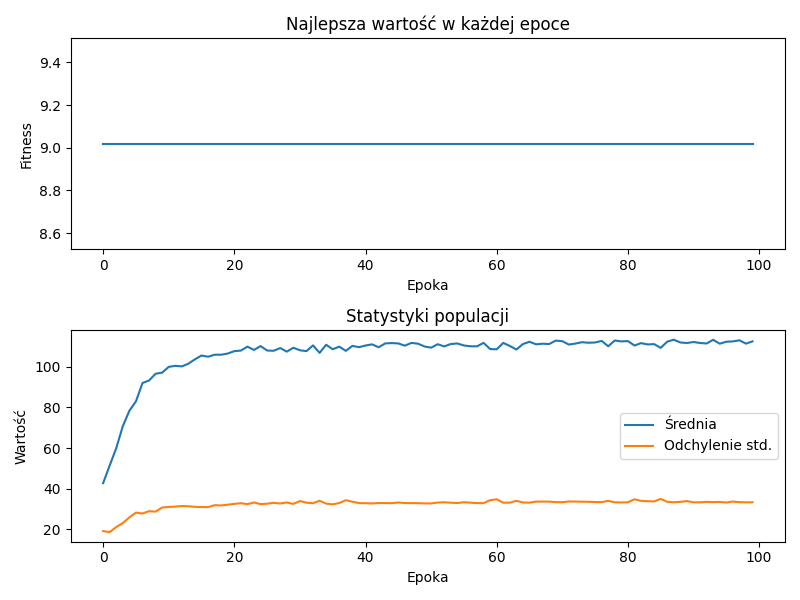 Najlepsza wartość w każdej epoce
9.4
9.2
9.0
8.8
8.6
Fitness
0 20 40 60 80 100
Epoka
Statystyki populacji
100
80
60
40
20
Wartość
Średnia
Odchylenie std.
0 20 40 60 80 100
Epoka